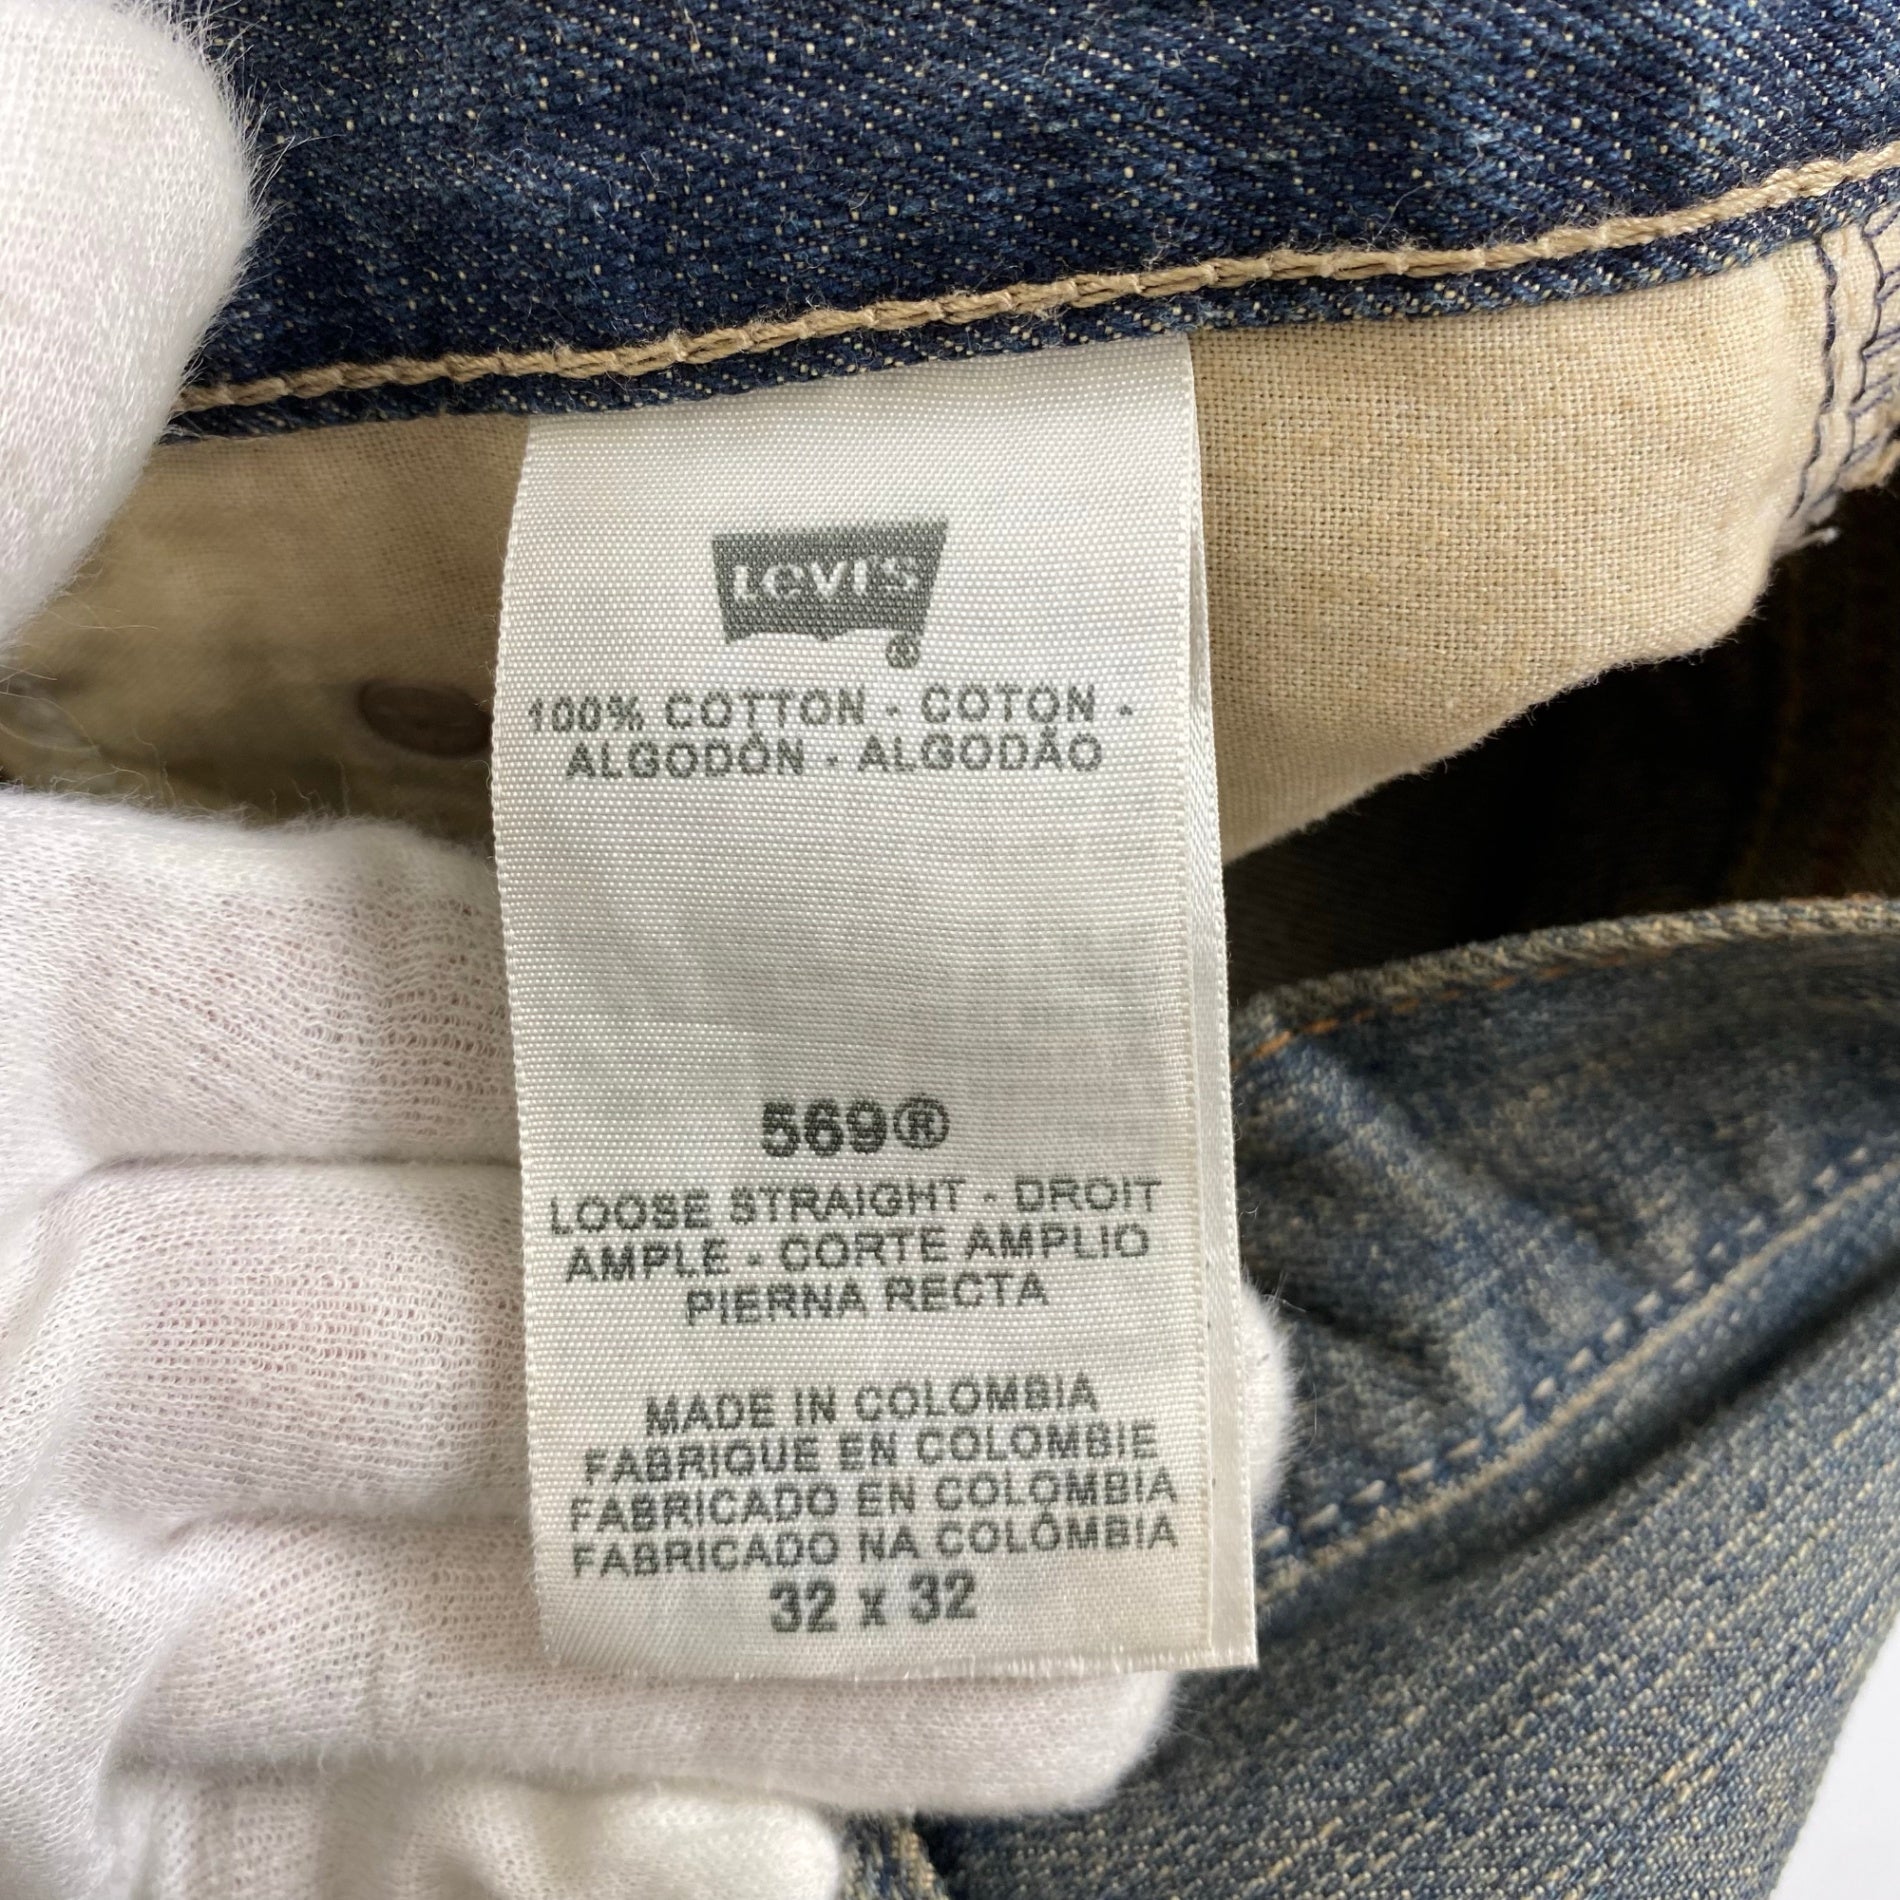 Levi's
®
100% COTTON - COTON -
ALGODÓN - ALGODÃO
569®
LOOSE STRAIGHT - DROIT
AMPLE - CORTE AMPLIO
PIERNA RECTA
MADE IN COLOMBIA
FABRIQUE EN COLOMBIE
FABRICADO EN COLOMBIA
FABRICADO NA COLÔMBIA
32 x 32